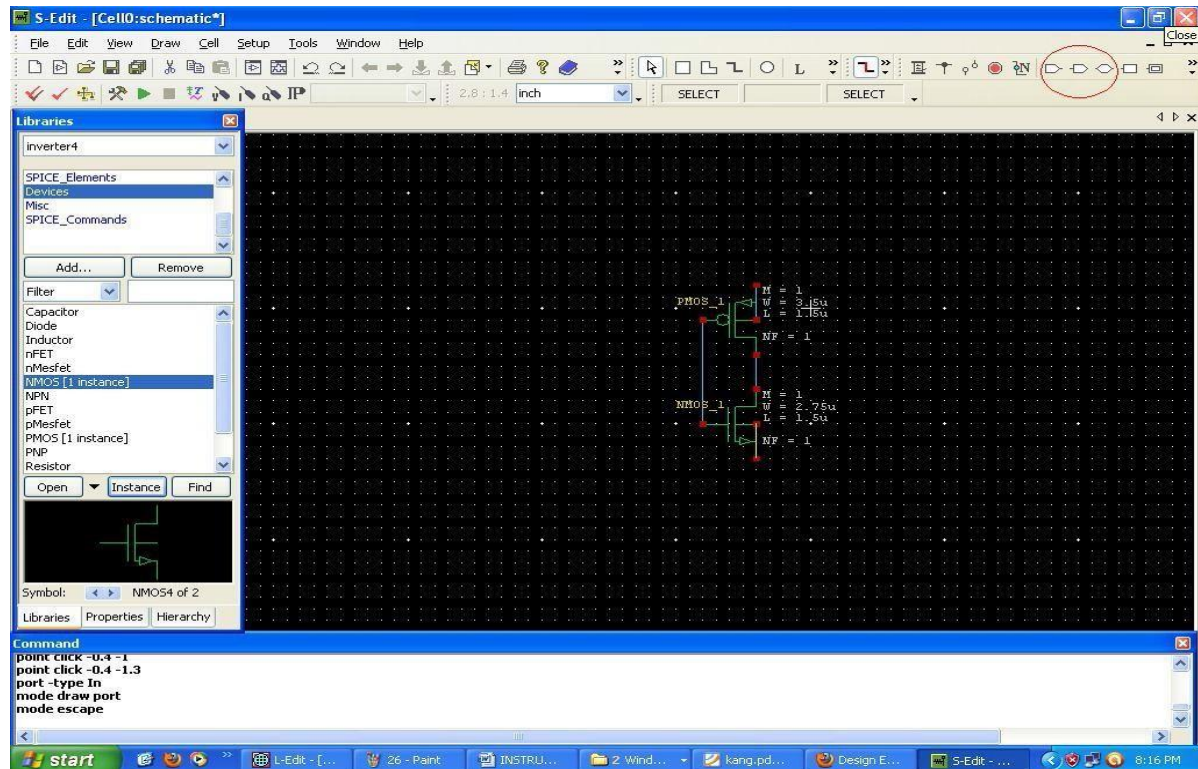 S-Edit - [Cell0:schematic*]
Close
File Edit View Draw Cell Setup Tools Window Help
2.8 : 1.4 inch SELECT SELECT
Libraries
inverter4
SPICE_Elements
Devices
Misc
SPICE_Commands
Add... Remove
Filter
Capacitor
Diode
Inductor
nFET
nMesfet
NMOS [1 instance]
NPN
pFET
pMesfet
PMOS [1 instance]
PNP
Resistor
Open Instance Find
Symbol: NMOS4 of 2
Libraries Properties Hierarchy
PMOS_1
M = 1
W = 3.5u
L = 1.5u
NF = 1
NMOS_1
M = 1
W = 2.75u
L = 1.5u
NF = 1
Command
point click -0.4 -1
point click -0.4 -1.3
port -type In
mode draw port
mode escape
start L-Edit - [... 26 - Paint INSTRU... 2 Wind... kang.pd... Design E... S-Edit - ... 8:16 PM